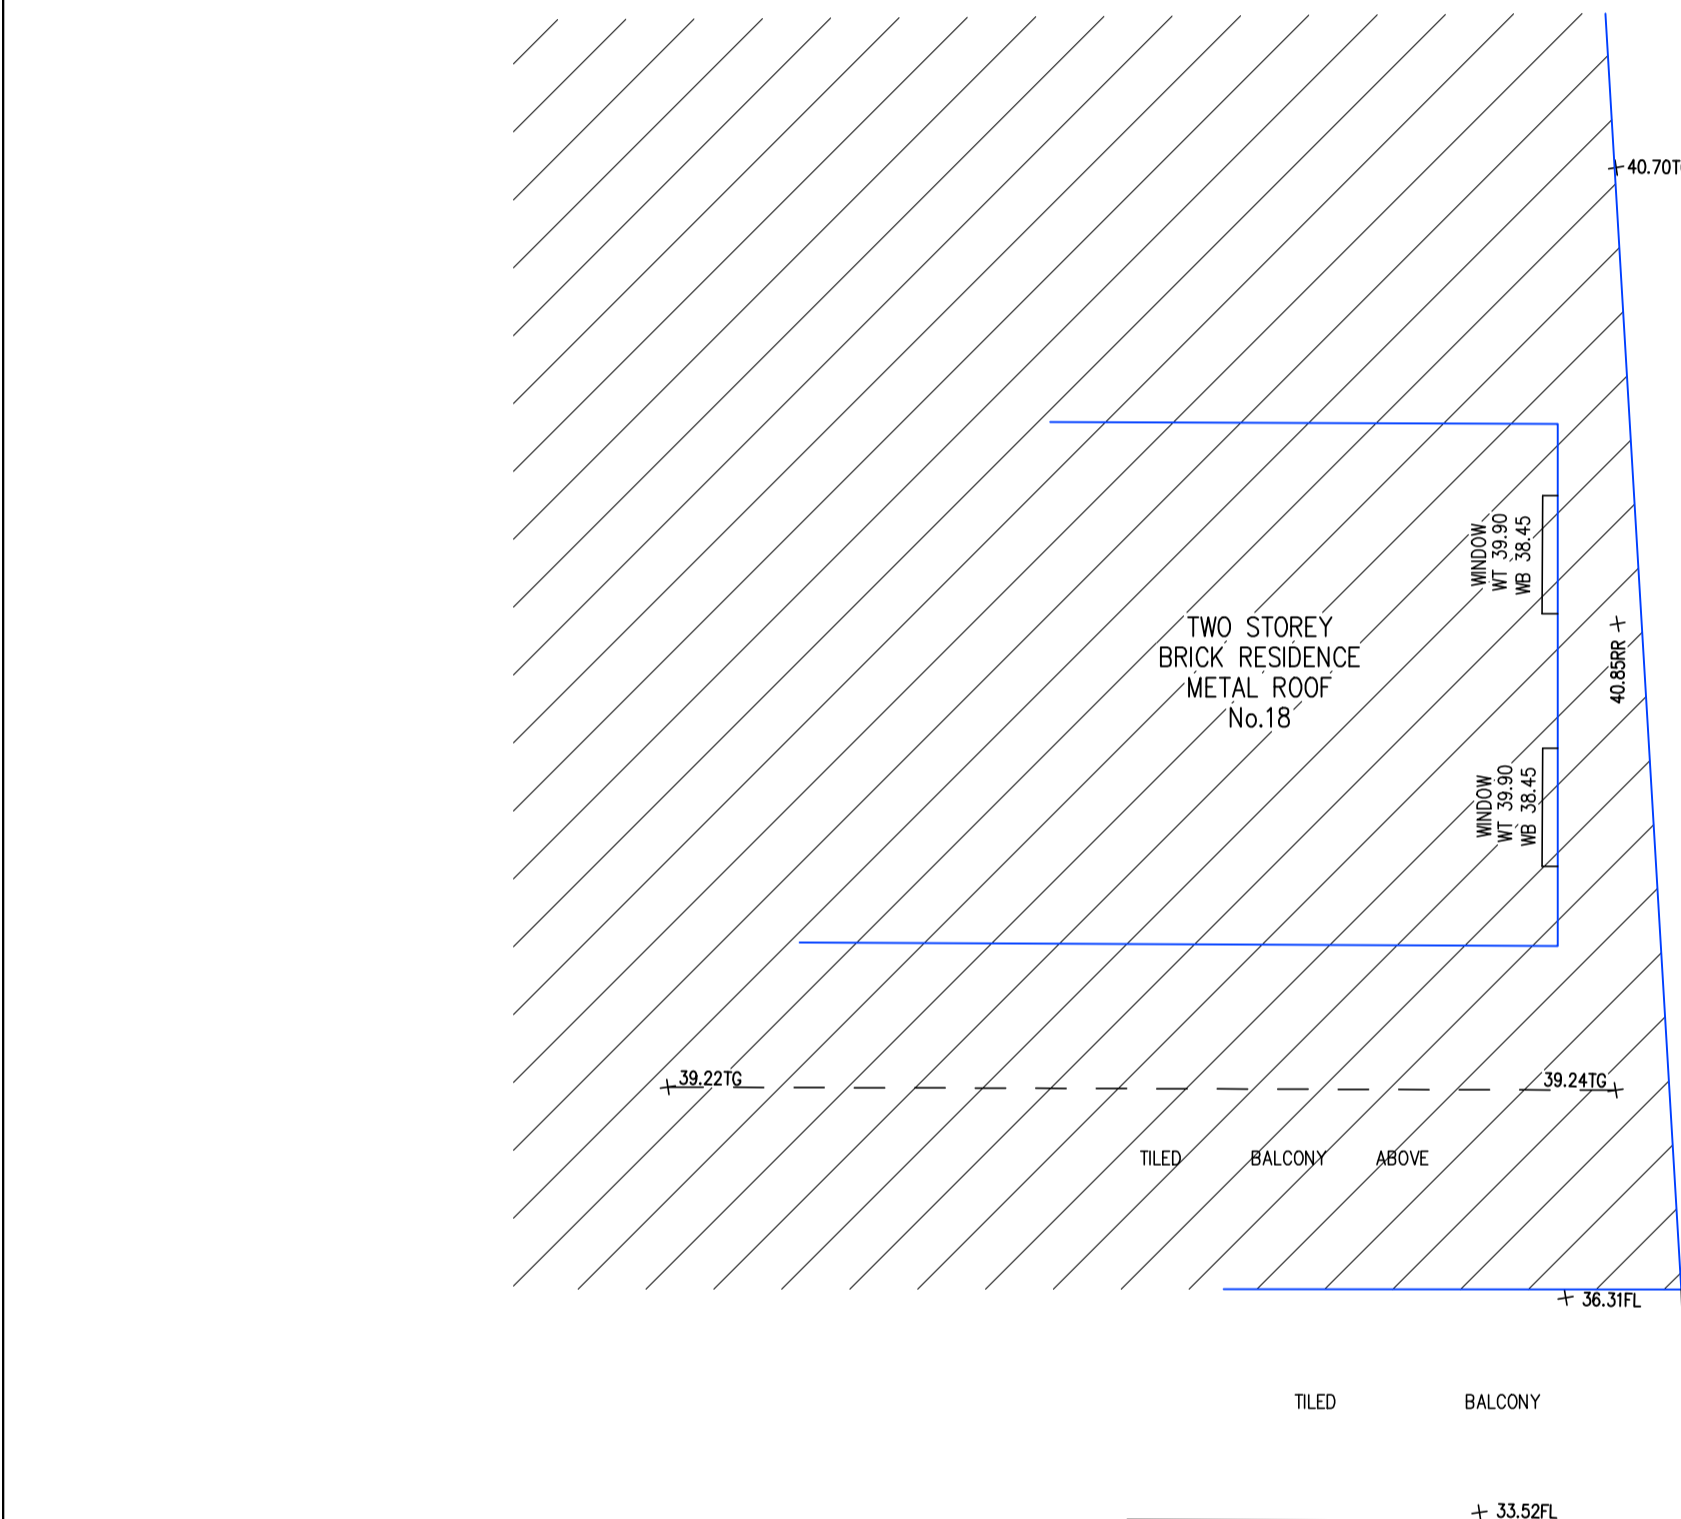 40.70T
WINDOW
WT 39.90
WB 38.45
TWO STOREY
BRICK RESIDENCE
METAL ROOF
No.18
40.85RR
WINDOW
WT 39.90
WB 38.45
39.22TG
39.24TG
TILED BALCONY ABOVE
36.31FL
TILED BALCONY
33.52FL